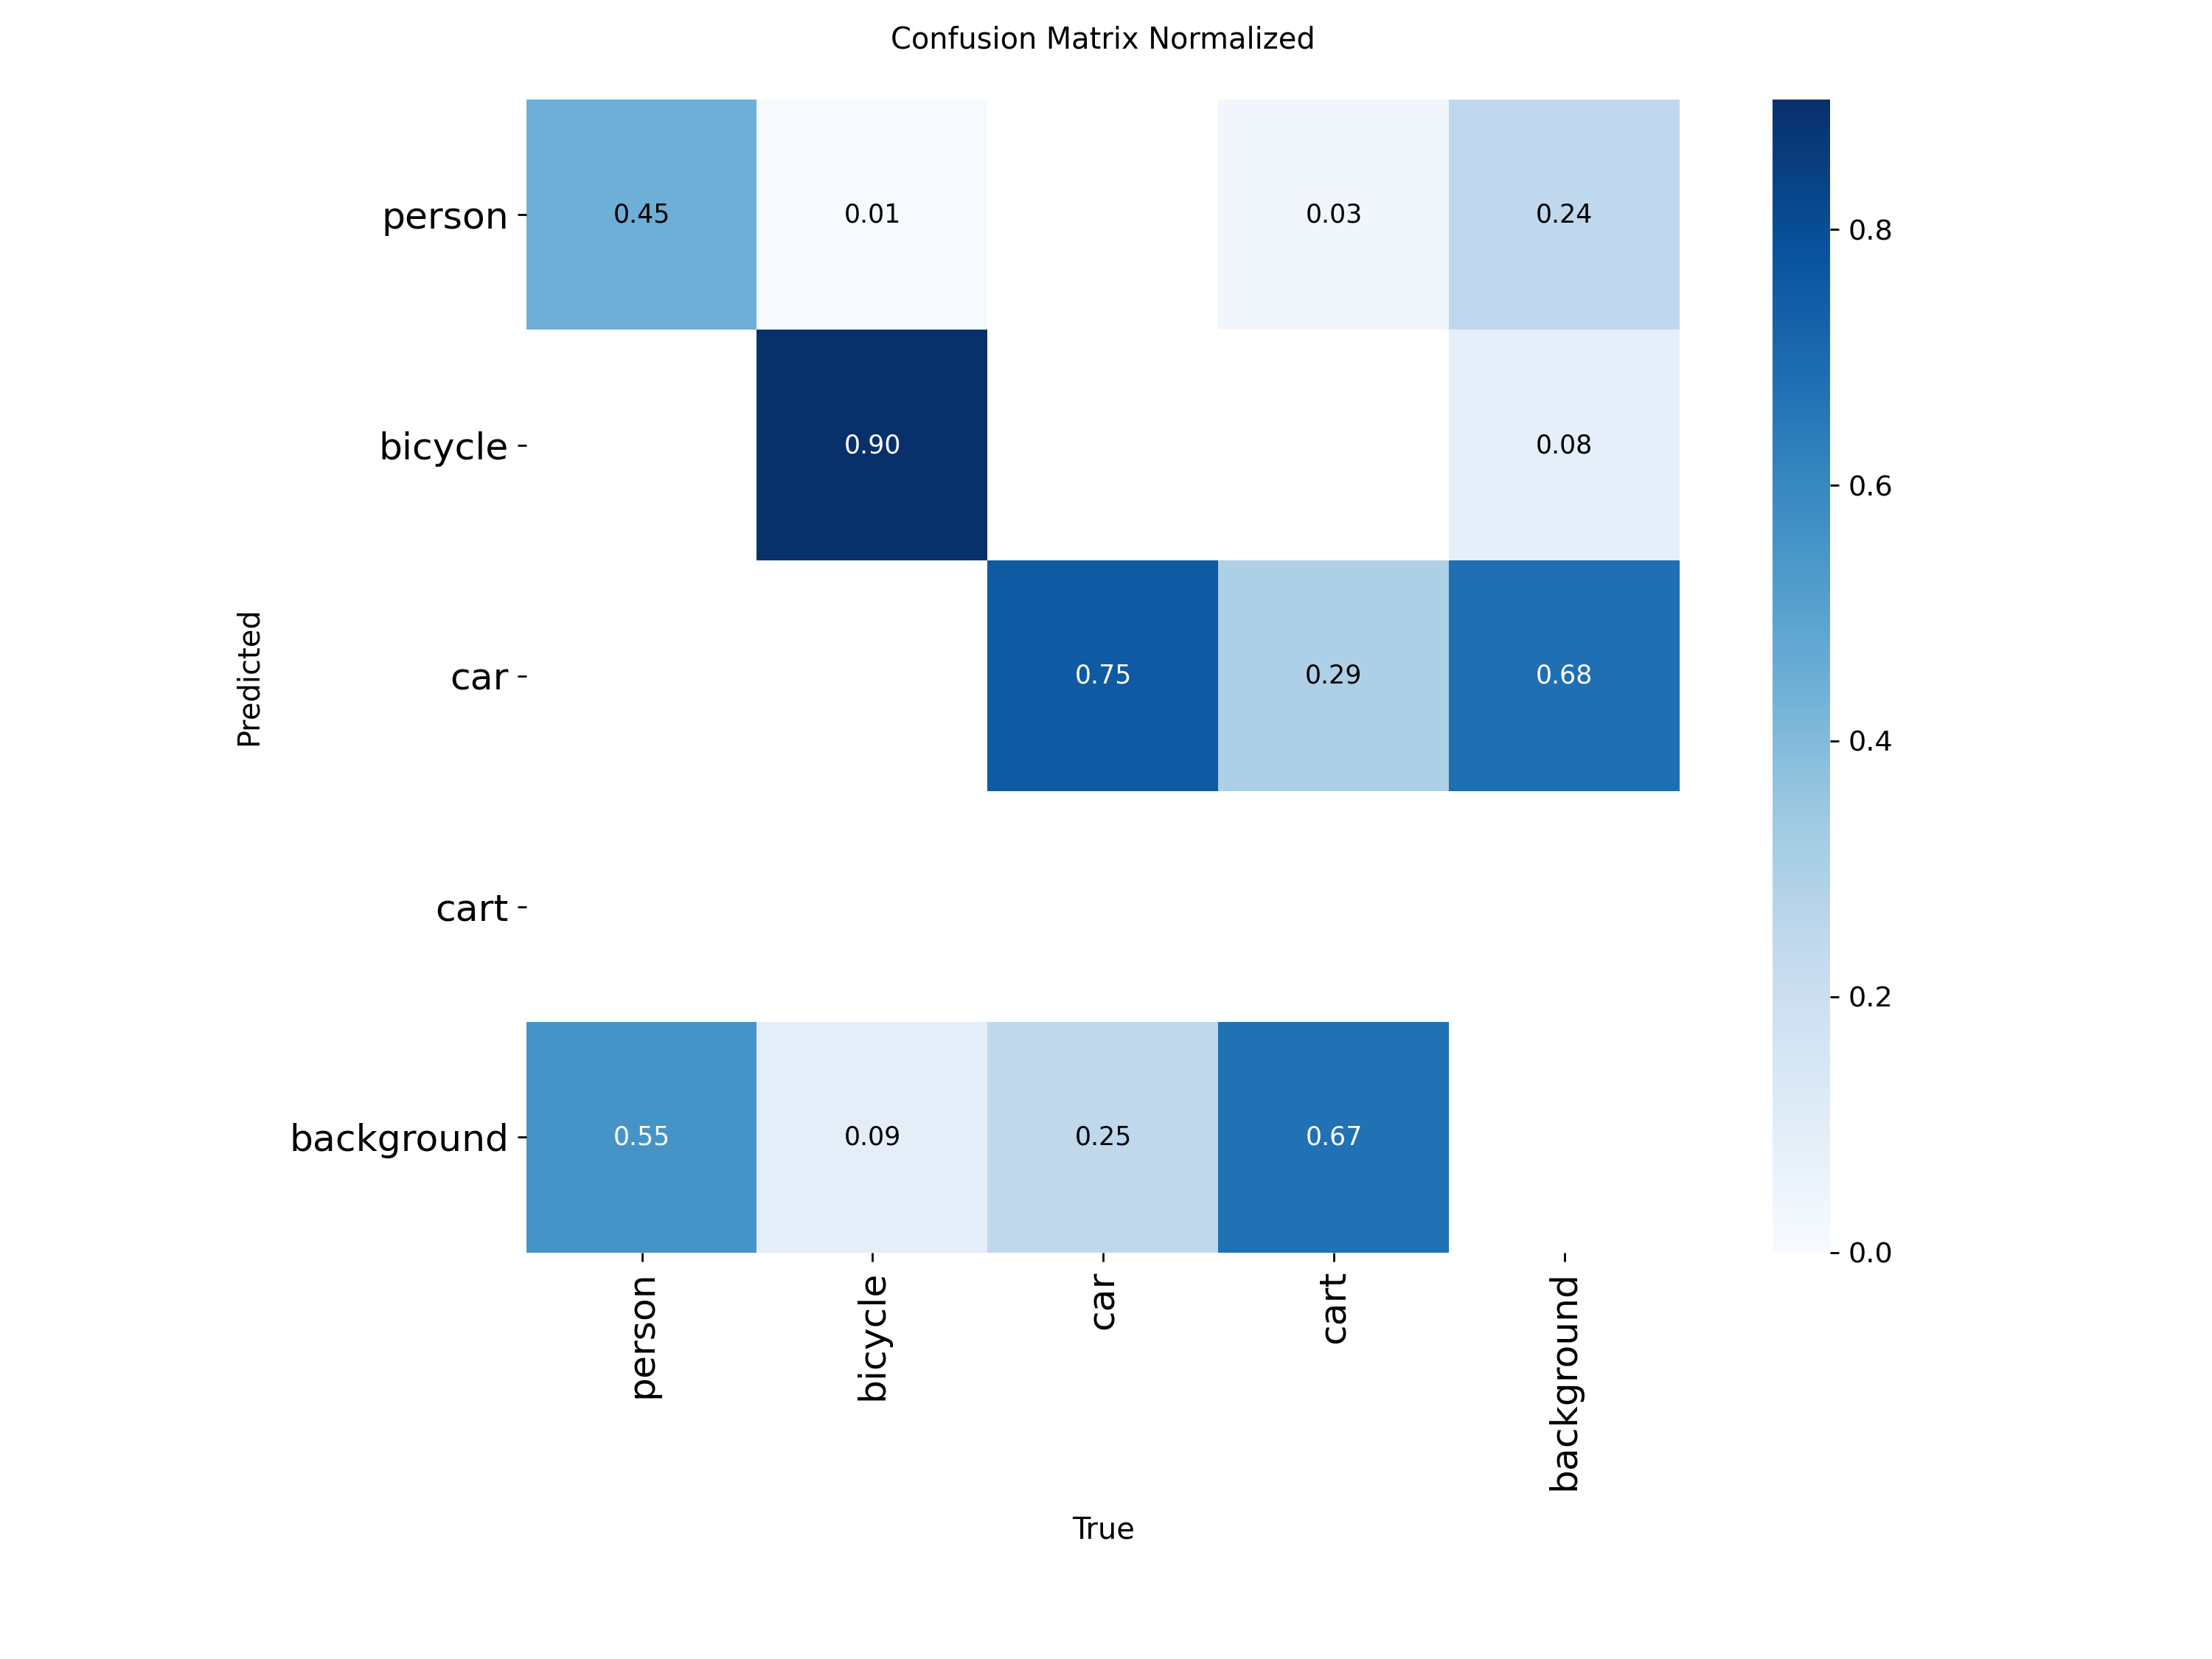 Confusion Matrix Normalized
person 0.45 0.01 0.03 0.24
bicycle 0.90 0.08
car 0.75 0.29 0.68
cart
background 0.55 0.09 0.25 0.67
Predicted
person bicycle car cart background
True
0.8
0.6
0.4
0.2
0.0